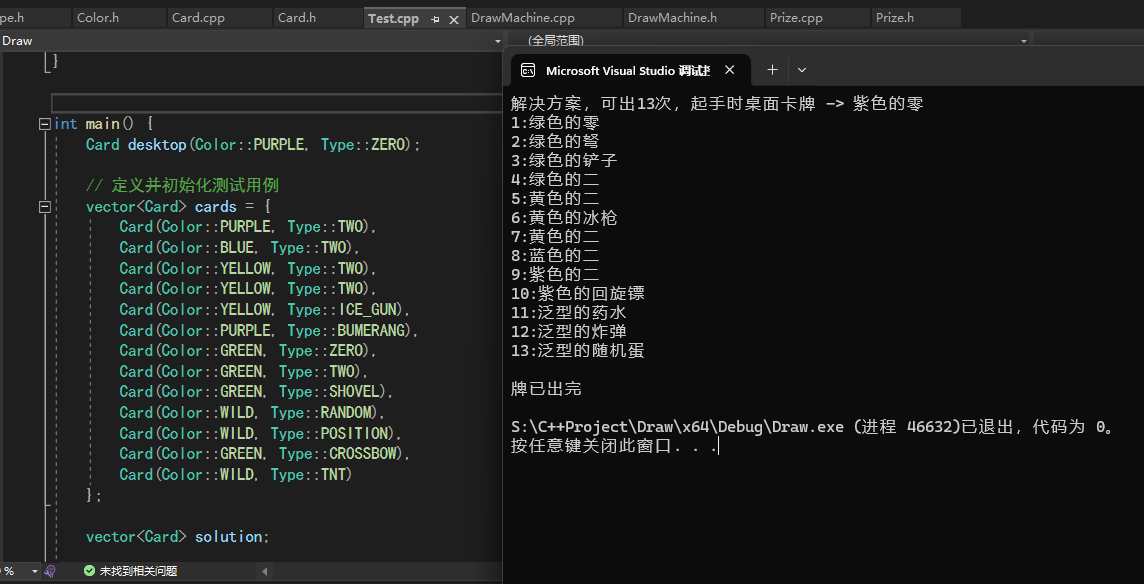 pe.h Color.h Card.cpp Card.h Test.cpp DrawMachine.cpp DrawMachine.h Prize.cpp Prize.h
Draw (全局范围)
}
int main() {
Card desktop(Color::PURPLE, Type::ZERO);
// 定义并初始化测试用例
vector<Card> cards = {
Card(Color::PURPLE, Type::TWO),
Card(Color::BLUE, Type::TWO),
Card(Color::YELLOW, Type::TWO),
Card(Color::YELLOW, Type::TWO),
Card(Color::YELLOW, Type::ICE_GUN),
Card(Color::PURPLE, Type::BUMERANG),
Card(Color::GREEN, Type::ZERO),
Card(Color::GREEN, Type::TWO),
Card(Color::GREEN, Type::SHOVEL),
Card(Color::WILD, Type::RANDOM),
Card(Color::WILD, Type::POSITION),
Card(Color::GREEN, Type::CROSSBOW),
Card(Color::WILD, Type::TNT)
};
vector<Card> solution;
% 未找到相关问题
Microsoft Visual Studio 调试
解决方案，可出13次，起手时桌面卡牌 -> 紫色的零
1:绿色的零
2:绿色的弩
3:绿色的铲子
4:绿色的二
5:黄色的二
6:黄色的冰枪
7:黄色的二
8:蓝色的二
9:紫色的二
10:紫色的回旋镖
11:泛型的药水
12:泛型的炸弹
13:泛型的随机蛋
牌已出完
S:\C++Project\Draw\x64\Debug\Draw.exe (进程 46632)已退出，代码为 0。
按任意键关闭此窗口. . .